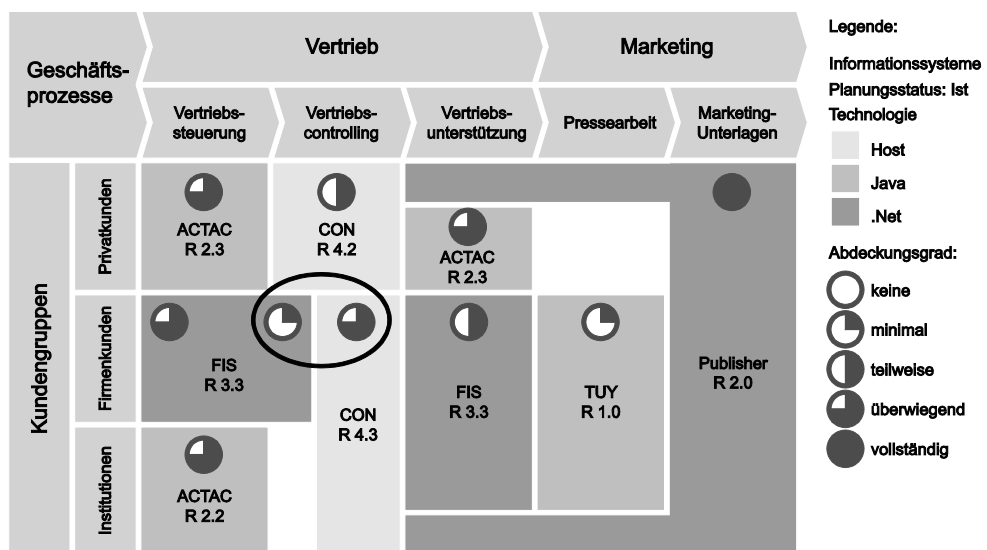 Geschäfts-
prozesse
Vertrieb
Marketing
Vertriebs-
steuerung
Vertriebs-
controlling
Vertriebs-
unterstützung
Pressearbeit
Marketing-
Unterlagen
Kundengruppen
Privatkunden
ACTAC
R 2.3
CON
R 4.2
ACTAC
R 2.3
Firmenkunden
FIS
R 3.3
CON
R 4.3
FIS
R 3.3
TUY
R 1.0
Publisher
R 2.0
Institutionen
ACTAC
R 2.2
Legende:
Informationssysteme
Planungsstatus: Ist
Technologie
Host
Java
.Net
Abdeckungsgrad:
keine
minimal
teilweise
überwiegend
vollständig